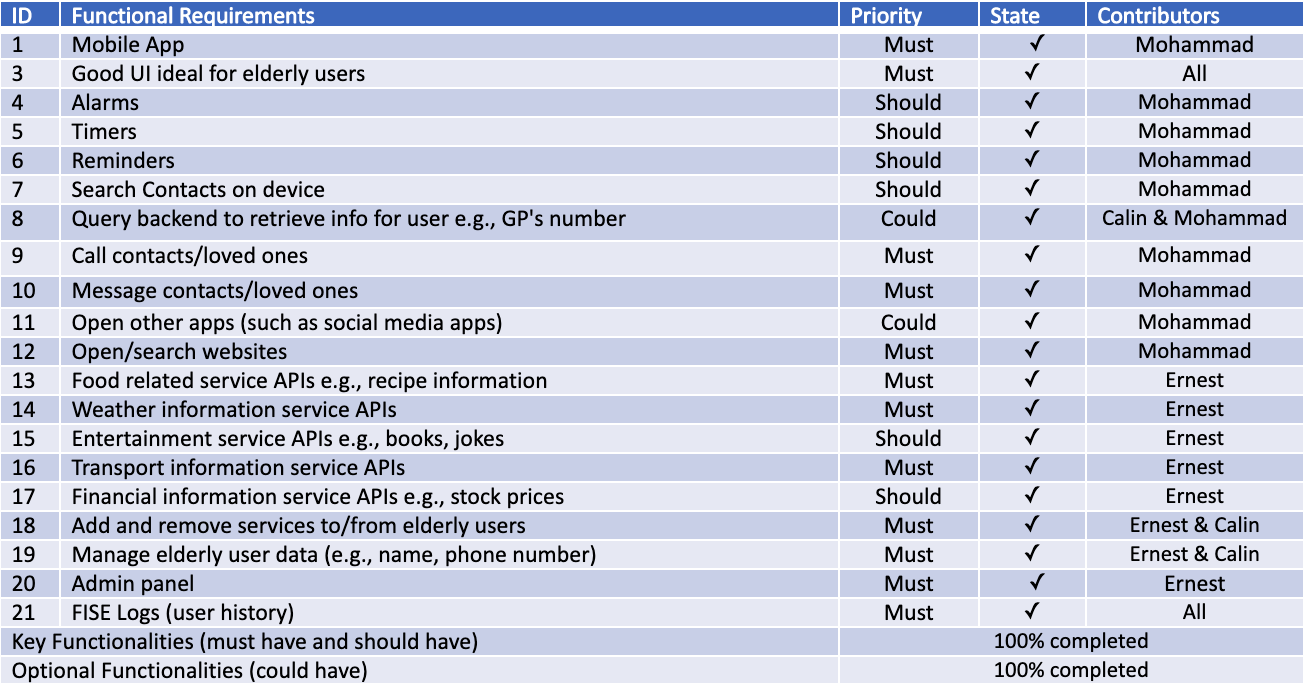 ID Functional Requirements Priority State Contributors
1 Mobile App Must ✓ Mohammad
3 Good UI ideal for elderly users Must ✓ All
4 Alarms Should ✓ Mohammad
5 Timers Should ✓ Mohammad
6 Reminders Should ✓ Mohammad
7 Search Contacts on device Should ✓ Mohammad
8 Query backend to retrieve info for user e.g., GP's number Could ✓ Calin & Mohammad
9 Call contacts/loved ones Must ✓ Mohammad
10 Message contacts/loved ones Must ✓ Mohammad
11 Open other apps (such as social media apps) Could ✓ Mohammad
12 Open/search websites Must ✓ Mohammad
13 Food related service APIs e.g., recipe information Must ✓ Ernest
14 Weather information service APIs Must ✓ Ernest
15 Entertainment service APIs e.g., books, jokes Should ✓ Ernest
16 Transport information service APIs Must ✓ Ernest
17 Financial information service APIs e.g., stock prices Should ✓ Ernest
18 Add and remove services to/from elderly users Must ✓ Ernest & Calin
19 Manage elderly user data (e.g., name, phone number) Must ✓ Ernest & Calin
20 Admin panel Must ✓ Ernest
21 FISE Logs (user history) Must ✓ All
Key Functionalities (must have and should have) 100% completed
Optional Functionalities (could have) 100% completed